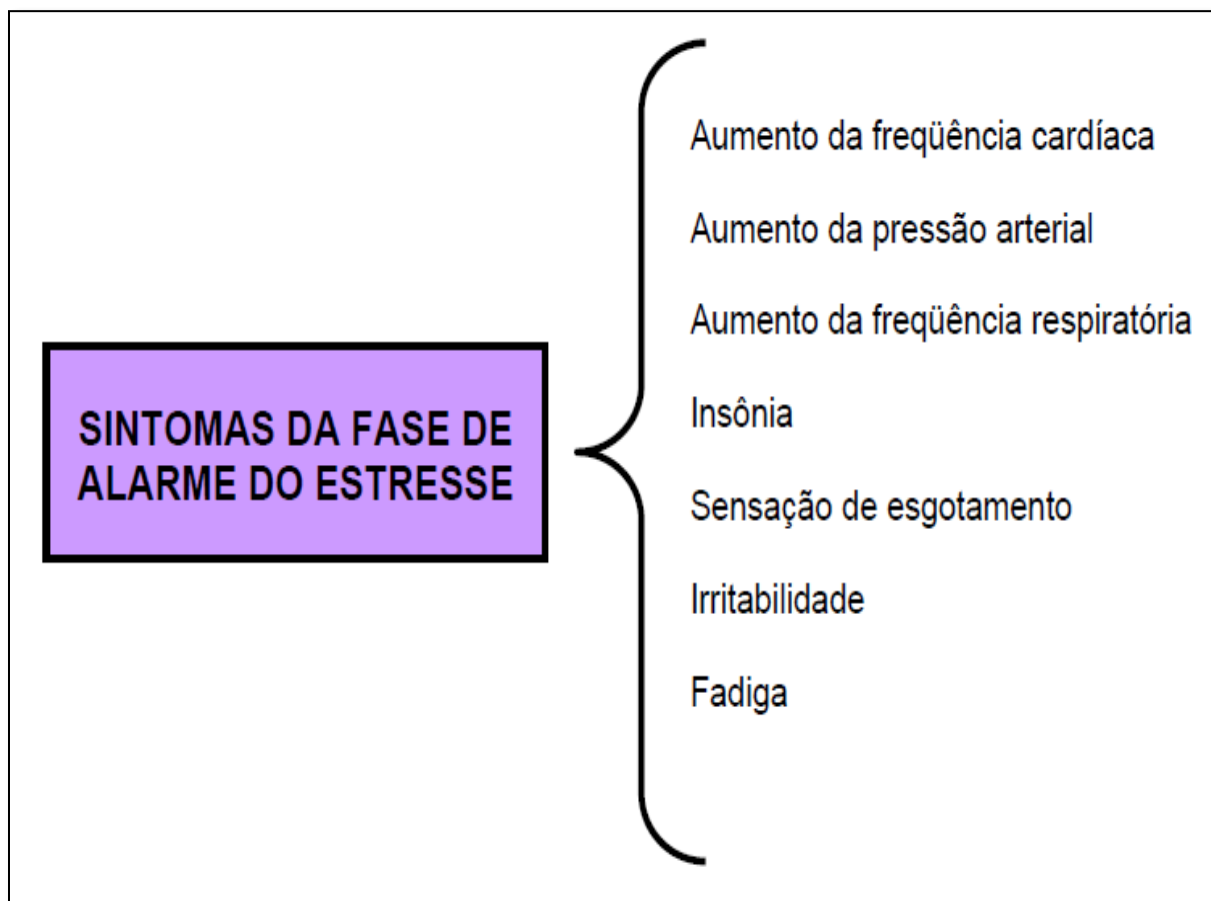 SINTOMAS DA FASE DE
ALARME DO ESTRESSE
Aumento da freqüência cardíaca
Aumento da pressão arterial
Aumento da freqüência respiratória
Insônia
Sensação de esgotamento
Irritabilidade
Fadiga